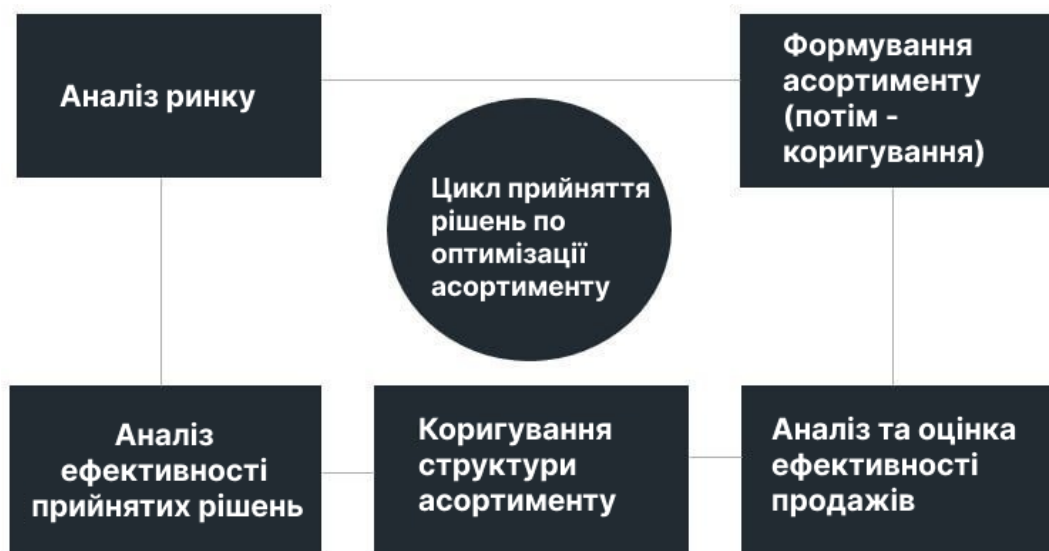 Аналіз ринку
Формування
асортименту
(потім -
коригування)
Цикл прийняття
рішень по
оптимізації
асортименту
Аналіз
ефективності
прийнятих рішень
Коригування
структури
асортименту
Аналіз та оцінка
ефективності
продажів